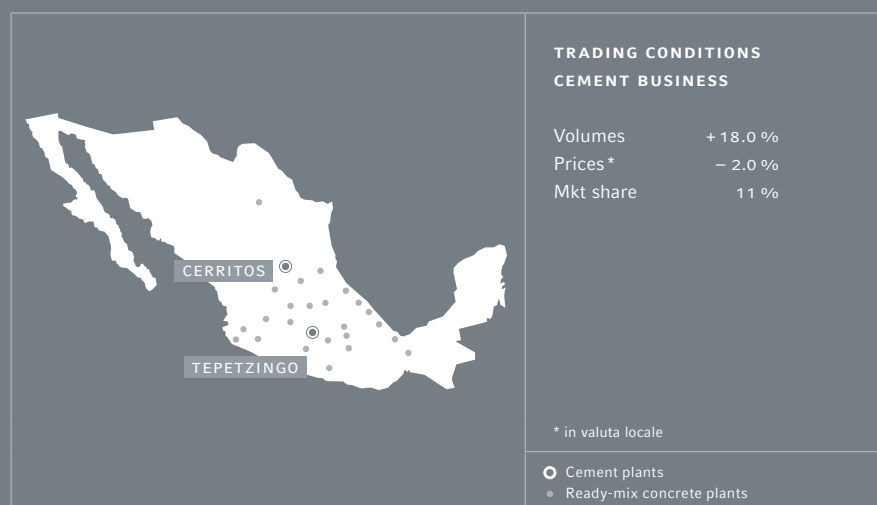 TRADING CONDITIONS
CEMENT BUSINESS
Volumes +18.0 %
Prices* – 2.0 %
Mkt share 11 %
CERRITOS
TEPETZINGO
* in valuta locale
Cement plants
Ready-mix concrete plants